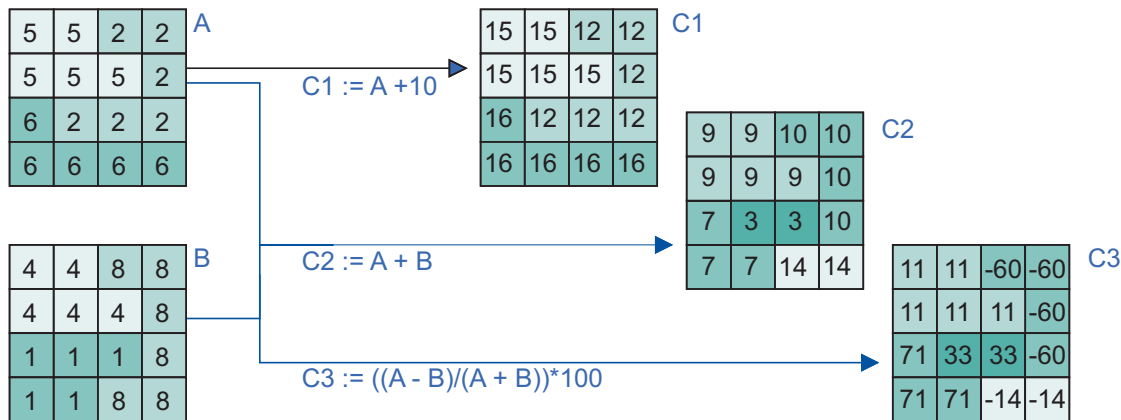 5 5 2 2
5 5 5 2
6 2 2 2
6 6 6 6
A
C1 := A +10
15 15 12 12
15 15 15 12
16 12 12 12
16 16 16 16
C1
9 9 10 10
9 9 9 10
7 3 3 10
7 7 14 14
C2
4 4 8 8
4 4 4 8
1 1 1 8
1 1 8 8
B
C2 := A + B
C3 := ((A - B)/(A + B))*100
11 11 -60 -60
11 11 11 -60
71 33 33 -60
71 71 -14 -14
C3